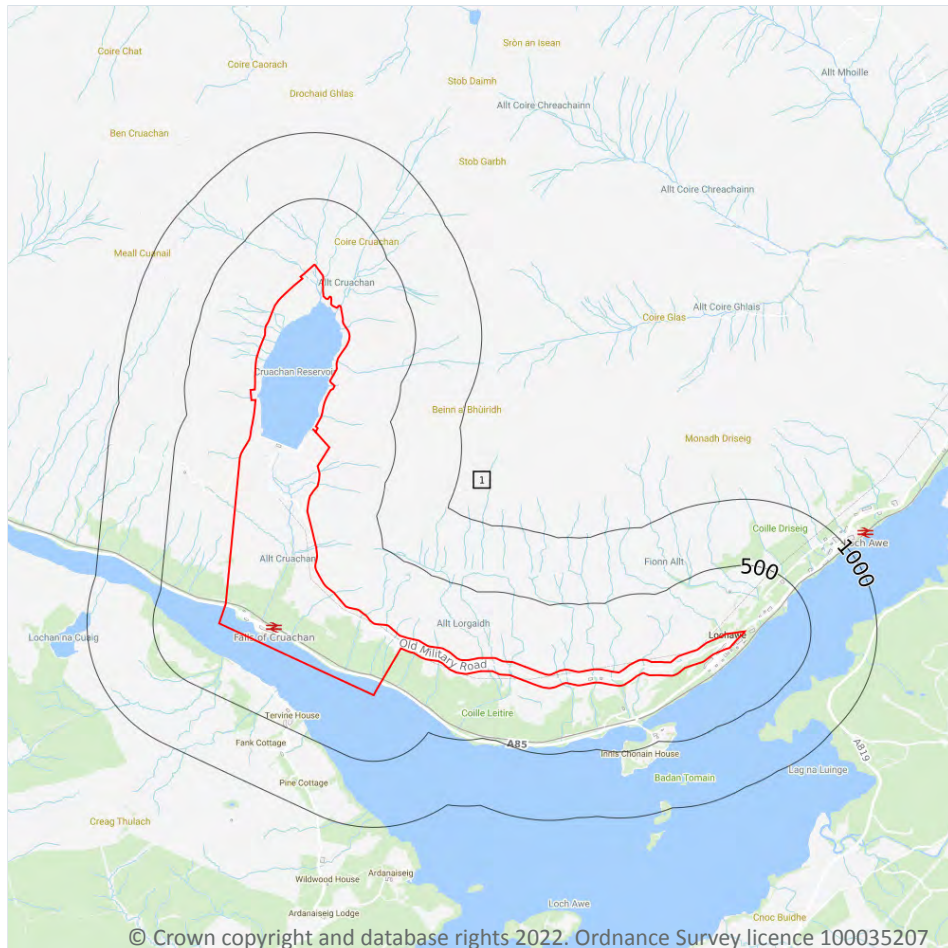 Coire Chat
Coire Caorach
Sròn an Isean
Stob Daimh
Allt Mhoille
Drochaid Ghlas
Allt Coire Chreachainn
Ben Cruachan
Stob Garbh
Allt Coire Chreachainn
Meall Cuanail
Coire Cruachan
Allt Cruachan
Allt Coire Ghlais
Coire Glas
Cruachan Reservoir
Beinn a' Bhùiridh
Monadh Driseig
1
Coille Driseig
Loch Awe
1000
Allt Cruachan
Fionn Allt
500
Lochan na Cuaig
Falls of Cruachan
Allt Lorgaidh
Lochawe
Old Military Road
Tervine House
Coille Leitire
Fank Cottage
A85
Innis Chonain House
A819
Lag na Luinge
Badan Tomain
Pine Cottage
Creag Thulach
Wildwood House
Ardanaiseig
Loch Awe
Ardanaiseig Lodge
Cnoc Buidhe
© Crown copyright and database rights 2022. Ordnance Survey licence 100035207